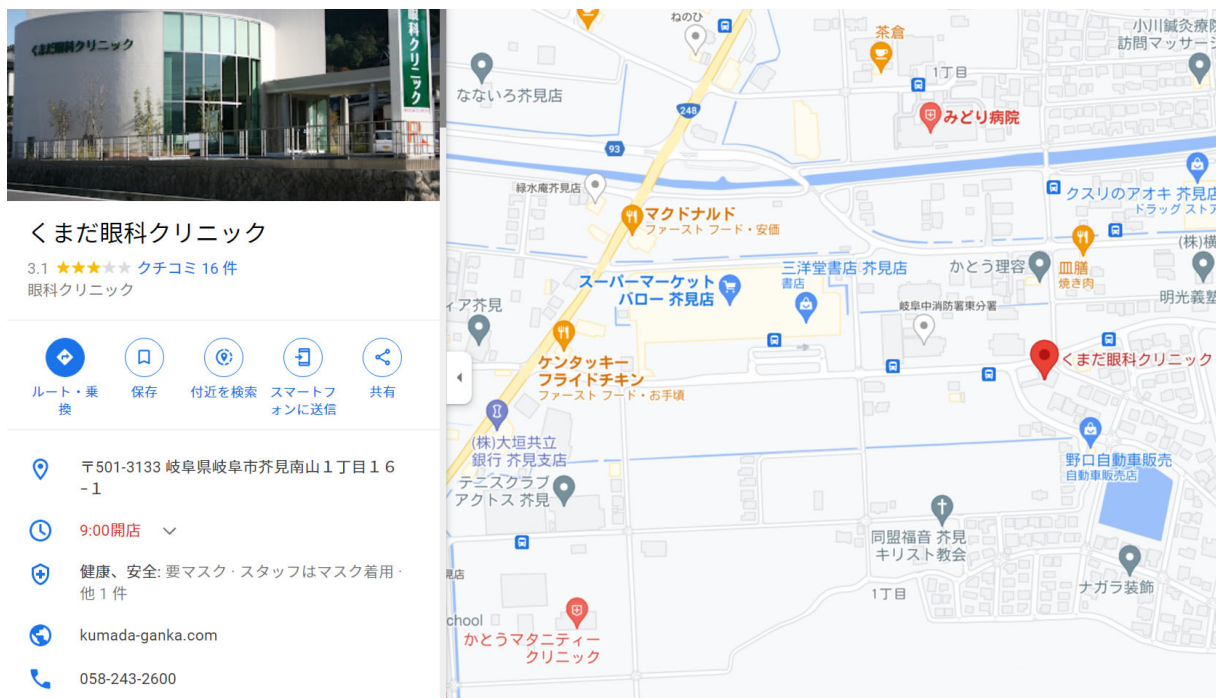 くまだ眼科クリニック
眼科クリニック
くまだ眼科クリニック
3.1
クチコミ 16 件
眼科クリニック
ルート・乗
換
保存
付近を検索
スマートフ
ォンに送信
共有
〒501-3133 岐阜県岐阜市芥見南山１丁目１６
−１
9:00開店
健康、安全: 要マスク · スタッフはマスク着用 ·
他 1 件
kumada-ganka.com
058-243-2600
ねのひ
茶倉
小川鍼灸療院
訪問マッサージ
1丁目
なないろ芥見店
248
みどり病院
93
緑水庵芥見店
クスリのアオキ 芥見店
ドラッグ ストア
マクドナルド
ファースト フード・安価
(株)横
三洋堂書店 芥見店
書店
かとう理容
皿膳
焼き肉
スーパーマーケット
バロー 芥見店
明光義塾
ィア芥見
岐阜中消防署東分署
ケンタッキー
フライドチキン
ファースト フード・お手頃
くまだ眼科クリニック
(株)大垣共立
銀行 芥見支店
野口自動車販売
自動車販売店
テニスクラブ
アクトス 芥見
同盟福音 芥見
キリスト教会
見店
1丁目
ナガラ装飾
chool
かとうマタニティー
クリニック